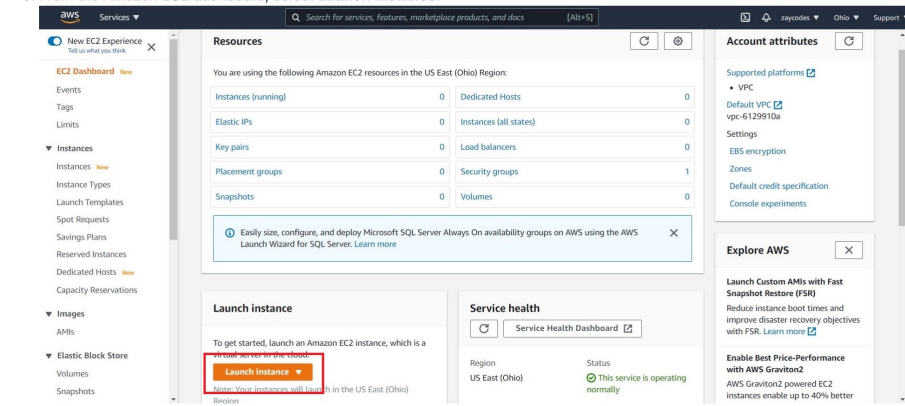 aws Services ▼ Search for services, features, marketplace products, and docs [Alt+S] zaycodes ▼ Ohio ▼ Support
New EC2 Experience
Tell us what you think
EC2 Dashboard New
Events
Tags
Limits
Instances
Instances New
Instance Types
Launch Templates
Spot Requests
Savings Plans
Reserved Instances
Dedicated Hosts New
Capacity Reservations
Images
AMIs
Elastic Block Store
Volumes
Snapshots
Resources
You are using the following Amazon EC2 resources in the US East (Ohio) Region:
Instances (running) 0 Dedicated Hosts 0
Elastic IPs 0 Instances (all states) 0
Key pairs 0 Load balancers 0
Placement groups 0 Security groups 1
Snapshots 0 Volumes 0
Easily size, configure, and deploy Microsoft SQL Server Always On availability groups on AWS using the AWS
Launch Wizard for SQL Server. Learn more
Launch instance
To get started, launch an Amazon EC2 instance, which is a
virtual server in the cloud.
Launch instance ▼
Note: Your instances will launch in the US East (Ohio)
Region
Service health
Service Health Dashboard
Region Status
US East (Ohio) This service is operating
normally
Account attributes
Supported platforms
• VPC
Default VPC
vpc-6129910a
Settings
EBS encryption
Zones
Default credit specification
Console experiments
Explore AWS
Launch Custom AMIs with Fast
Snapshot Restore (FSR)
Reduce instance boot times and
improve disaster recovery objectives
with FSR. Learn more
Enable Best Price-Performance
with AWS Graviton2
AWS Graviton2 powered EC2
instances enable up to 40% better